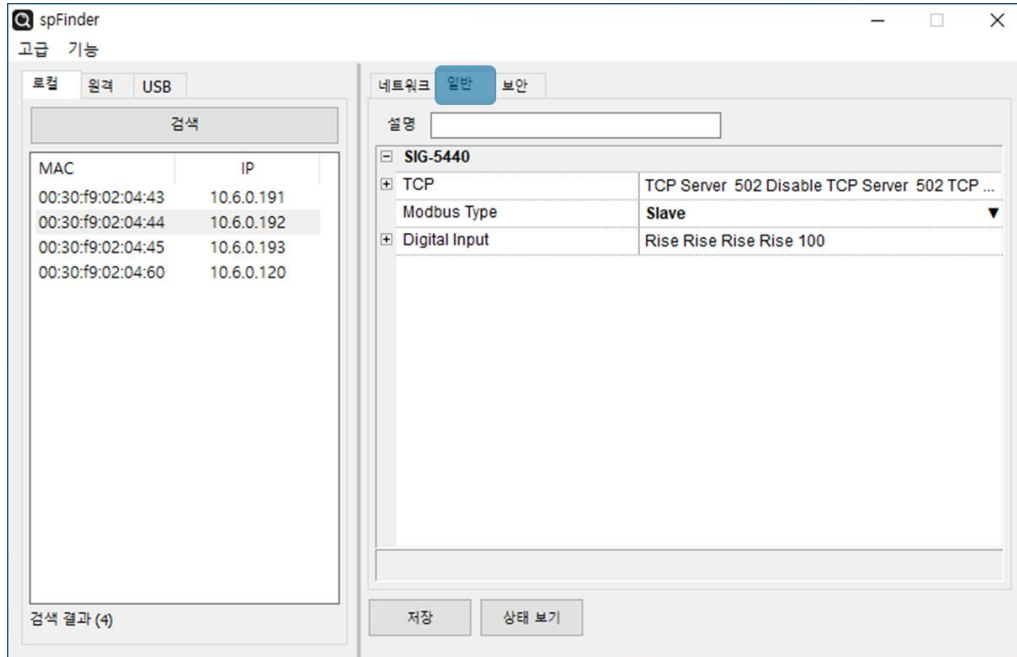 spFinder
고급 기능
로컬 원격 USB
검색
MAC IP
00:30:f9:02:04:43 10.6.0.191
00:30:f9:02:04:44 10.6.0.192
00:30:f9:02:04:45 10.6.0.193
00:30:f9:02:04:60 10.6.0.120
검색 결과 (4)
네트워크 일반 보안
설명
SIG-5440
TCP TCP Server 502 Disable TCP Server 502 TCP ...
Modbus Type Slave
Digital Input Rise Rise Rise Rise 100
저장 상태 보기